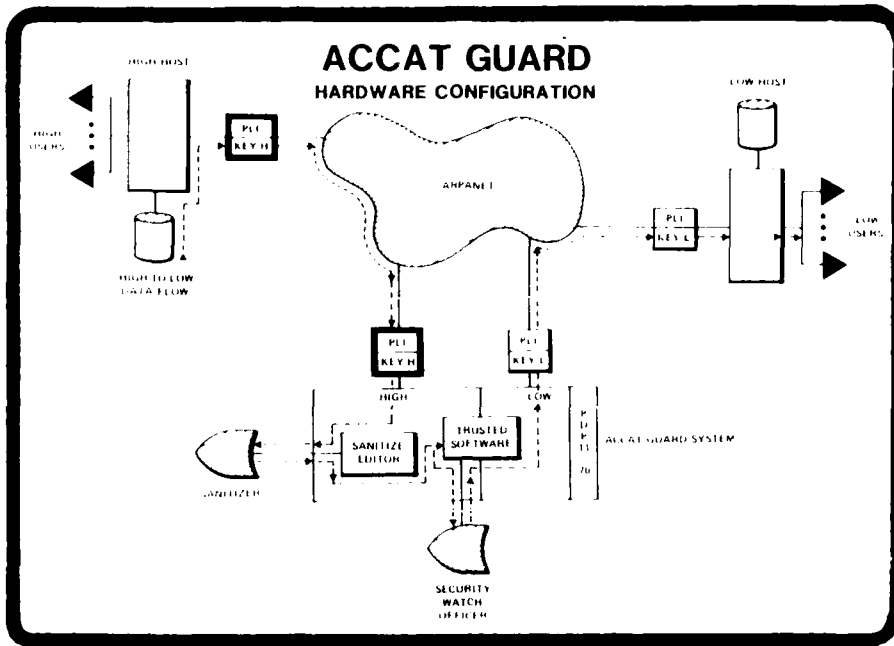 ACCAT GUARD
HARDWARE CONFIGURATION
HIGH HOST
LOW HOST
HIGH
USERS
PLI
KEY H
ARPANET
PLI
KEY L
LOW
USERS
HIGH TO LOW
DATA FLOW
PLI
KEY H
PLI
KEY L
HIGH
LOW
SANITIZE
EDITOR
TRUSTED
SOFTWARE
P
D
P
11
70
ACCAT GUARD SYSTEM
SANITIZER
SECURITY
WATCH
OFFICER